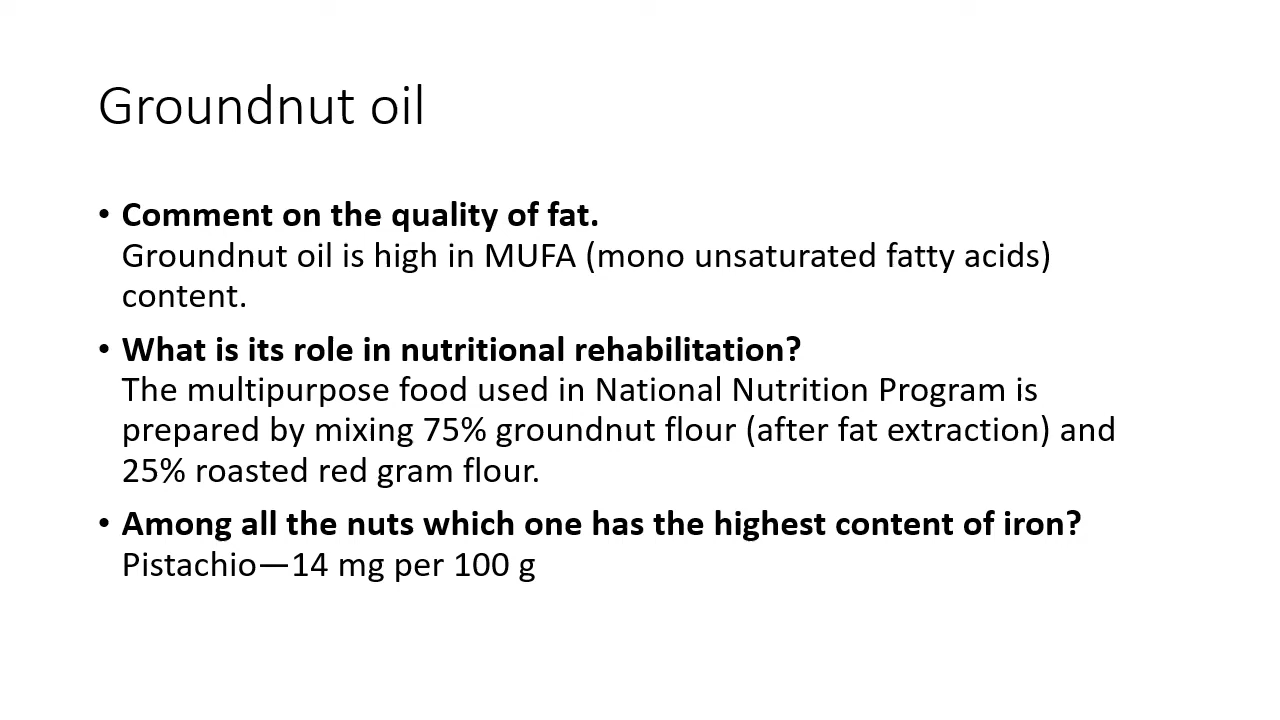 Groundnut oil
• Comment on the quality of fat.
Groundnut oil is high in MUFA (mono unsaturated fatty acids)
content.
• What is its role in nutritional rehabilitation?
The multipurpose food used in National Nutrition Program is
prepared by mixing 75% groundnut flour (after fat extraction) and
25% roasted red gram flour.
• Among all the nuts which one has the highest content of iron?
Pistachio—14 mg per 100 g